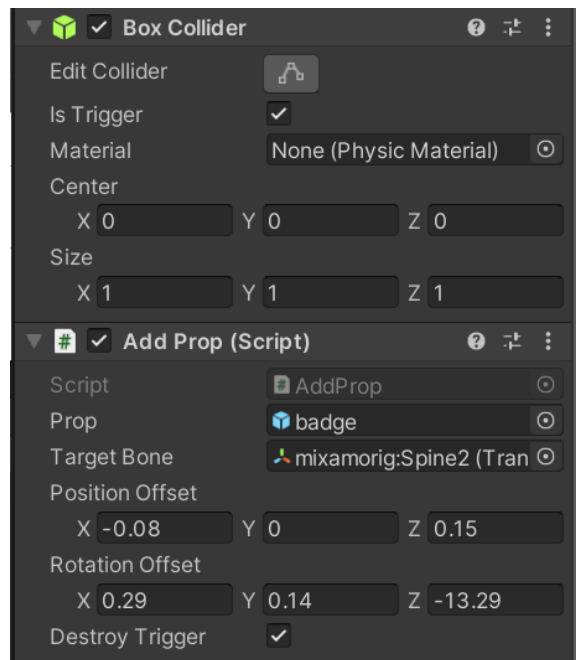 Box Collider
Edit Collider
Is Trigger
Material None (Physic Material)
Center
X 0 Y 0 Z 0
Size
X 1 Y 1 Z 1
# Add Prop (Script)
Script # AddProp
Prop badge
Target Bone mixamorig:Spine2 (Tran
Position Offset
X -0.08 Y 0 Z 0.15
Rotation Offset
X 0.29 Y 0.14 Z -13.29
Destroy Trigger